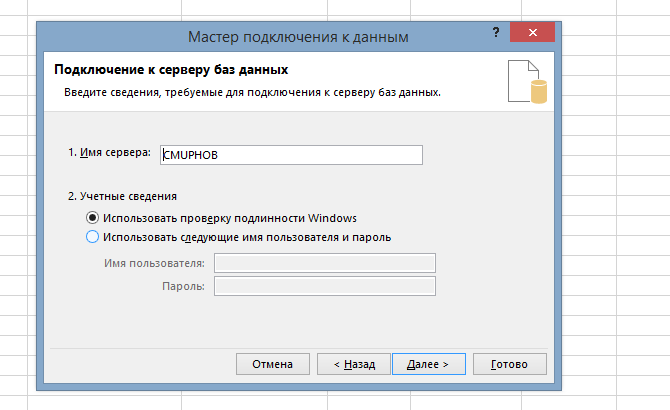 Мастер подключения к данным
?
×
Подключение к серверу баз данных
Введите сведения, требуемые для подключения к серверу баз данных.
1. Имя сервера: СМИРНОВ
2. Учетные сведения
Использовать проверку подлинности Windows
Использовать следующие имя пользователя и пароль
Имя пользователя:
Пароль:
Отмена
< Назад
Далее >
Готово